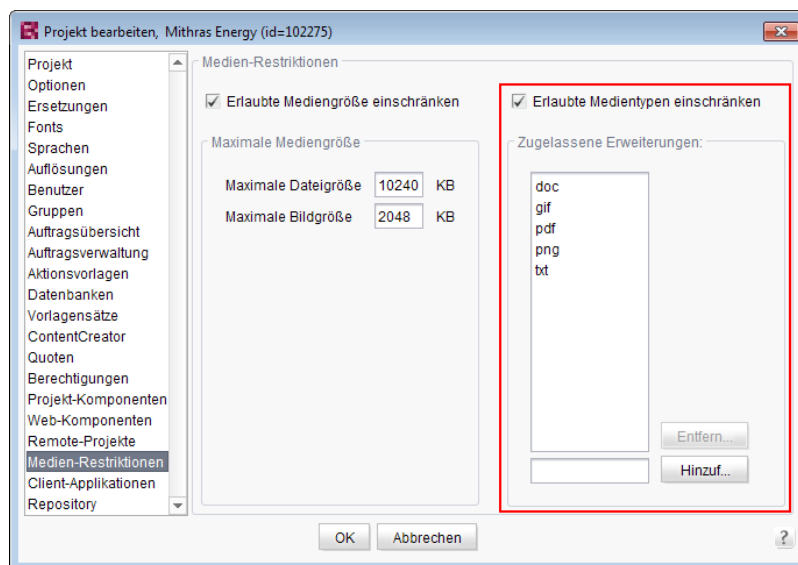 Projekt bearbeiten, Mithras Energy (id=102275)
Projekt
Optionen
Ersetzungen
Fonts
Sprachen
Auflösungen
Benutzer
Gruppen
Auftragsübersicht
Auftragsverwaltung
Aktionsvorlagen
Datenbanken
Vorlagensätze
ContentCreator
Quoten
Berechtigungen
Projekt-Komponenten
Web-Komponenten
Remote-Projekte
Medien-Restriktionen
Client-Applikationen
Repository
Medien-Restriktionen
Erlaubte Mediengröße einschränken
Maximale Mediengröße
Maximale Dateigröße 10240 KB
Maximale Bildgröße 2048 KB
Erlaubte Medientypen einschränken
Zugelassene Erweiterungen:
doc
gif
pdf
png
txt
Entfern...
Hinzuf...
OK Abbrechen ?